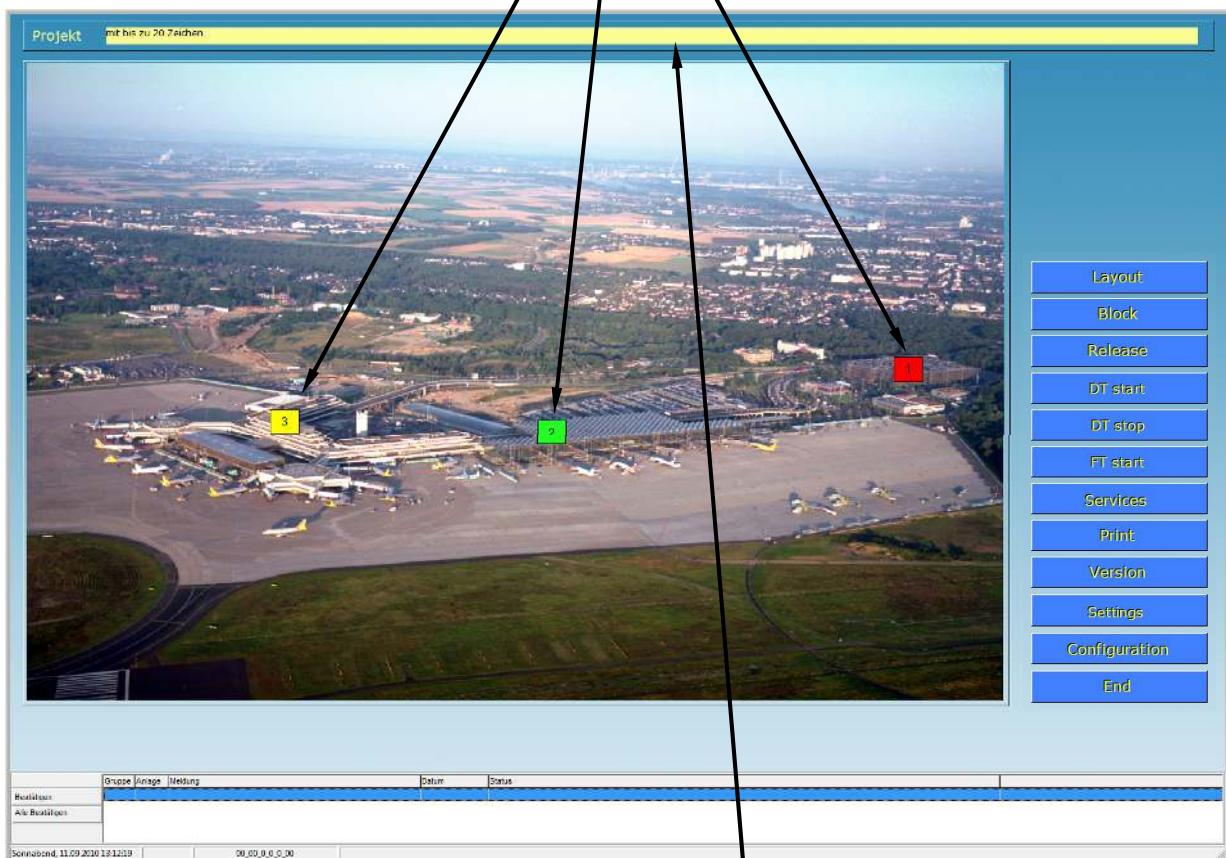 Projekt mit bis zu 20 Zeichen.
Layout
Block
Release
1
DT start
3
2
DT stop
FT start
Services
Print
Version
Settings
Configuration
End
Gruppe Anlage Meldung Datum Status
Bestätigen
Alle Bestätigen
Sonnabend, 11.09.2010 13:12:19 00_00_0_0_0_00